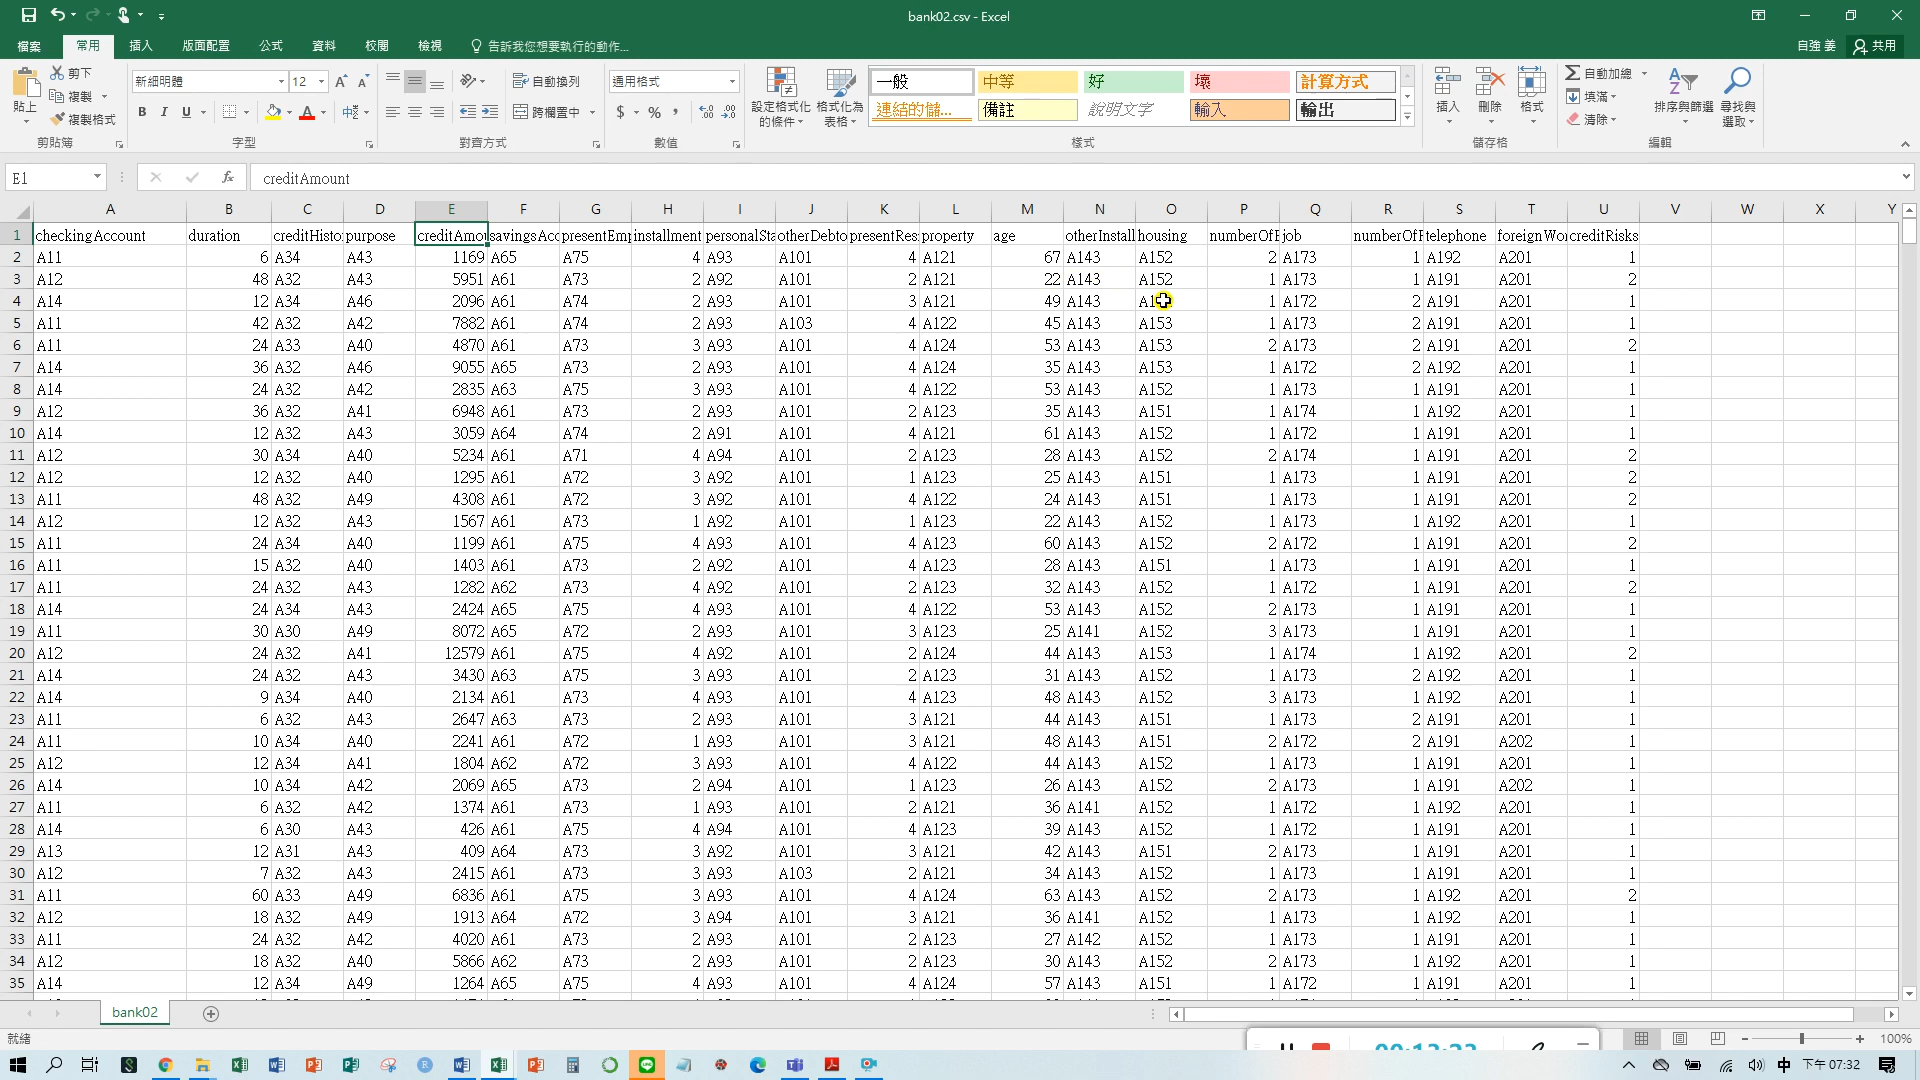 bank02.csv - Excel
檔案 常用 插入 版面配置 公式 資料 校閱 檢視 告訴我您想要執行的動作... 自強 姜 共用
貼上 剪下 複製 複製格式 剪貼簿
新細明體 12 B I U A 字型
自動換列 跨欄置中 對齊方式
通用格式 $ % 數值
設定格式化的條件 格式化為表格
一般 中等 好 壞 計算方式
連結的儲... 備註 說明文字 輸入 輸出
樣式
插入 刪除 格式 儲存格
自動加總 填滿 清除 排序與篩選 尋找與選取 編輯
E1 fx creditAmount
A B C D E F G H I J K L M N O P Q R S T U V W X Y
1 checkingAccount duration creditHisto purpose creditAmou savingsAcc presentEmp installment personalSta otherDebto presentRes property age otherInstall housing numberOfE job numberOfF telephone foreignWor creditRisks
2 A11 6 A34 A43 1169 A65 A75 4 A93 A101 4 A121 67 A143 A152 2 A173 1 A192 A201 1
3 A12 48 A32 A43 5951 A61 A73 2 A92 A101 2 A121 22 A143 A152 1 A173 1 A191 A201 2
4 A14 12 A34 A46 2096 A61 A74 2 A93 A101 3 A121 49 A143 1 A172 2 A191 A201 1
5 A11 42 A32 A42 7882 A61 A74 2 A93 A103 4 A122 45 A143 A153 1 A173 2 A191 A201 1
6 A11 24 A33 A40 4870 A61 A73 3 A93 A101 4 A124 53 A143 A153 2 A173 2 A191 A201 2
7 A14 36 A32 A46 9055 A65 A73 2 A93 A101 4 A124 35 A143 A153 1 A172 2 A192 A201 1
8 A14 24 A32 A42 2835 A63 A75 3 A93 A101 4 A122 53 A143 A152 1 A173 1 A191 A201 1
9 A12 36 A32 A41 6948 A61 A73 2 A93 A101 2 A123 35 A143 A151 1 A174 1 A192 A201 1
10 A14 12 A32 A43 3059 A64 A74 2 A91 A101 4 A121 61 A143 A152 1 A172 1 A191 A201 1
11 A12 30 A34 A40 5234 A61 A71 4 A94 A101 2 A123 28 A143 A152 2 A174 1 A191 A201 2
12 A12 12 A32 A40 1295 A61 A72 3 A92 A101 1 A123 25 A143 A151 1 A173 1 A191 A201 2
13 A11 48 A32 A49 4308 A61 A72 3 A92 A101 4 A122 24 A143 A151 1 A173 1 A191 A201 2
14 A12 12 A32 A43 1567 A61 A73 1 A92 A101 1 A123 22 A143 A152 1 A173 1 A192 A201 1
15 A11 24 A34 A40 1199 A61 A75 4 A93 A101 4 A123 60 A143 A152 2 A172 1 A191 A201 2
16 A11 15 A32 A40 1403 A61 A73 2 A92 A101 4 A123 28 A143 A151 1 A173 1 A191 A201 1
17 A11 24 A32 A43 1282 A62 A73 4 A92 A101 2 A123 32 A143 A152 1 A172 1 A191 A201 2
18 A14 24 A34 A43 2424 A65 A75 4 A93 A101 4 A122 53 A143 A152 2 A173 1 A191 A201 1
19 A11 30 A30 A49 8072 A65 A72 2 A93 A101 3 A123 25 A141 A152 3 A173 1 A191 A201 1
20 A12 24 A32 A41 12579 A61 A75 4 A92 A101 2 A124 44 A143 A153 1 A174 1 A192 A201 2
21 A14 24 A32 A43 3430 A63 A75 3 A93 A101 2 A123 31 A143 A152 1 A173 2 A192 A201 1
22 A14 9 A34 A40 2134 A61 A73 4 A93 A101 4 A123 48 A143 A152 3 A173 1 A192 A201 1
23 A11 6 A32 A43 2647 A63 A73 2 A93 A101 3 A121 44 A143 A151 1 A173 2 A191 A201 1
24 A11 10 A34 A40 2241 A61 A72 1 A93 A101 3 A121 48 A143 A151 2 A172 2 A191 A202 1
25 A12 12 A34 A41 1804 A62 A72 3 A93 A101 4 A122 44 A143 A152 1 A173 1 A191 A201 1
26 A14 10 A34 A42 2069 A65 A73 2 A94 A101 1 A123 26 A143 A152 2 A173 1 A191 A202 1
27 A11 6 A32 A42 1374 A61 A73 1 A93 A101 2 A121 36 A141 A152 1 A172 1 A192 A201 1
28 A14 6 A30 A43 426 A61 A75 4 A94 A101 4 A123 39 A143 A152 1 A172 1 A191 A201 1
29 A13 12 A31 A43 409 A64 A73 3 A92 A101 3 A121 42 A143 A151 2 A173 1 A191 A201 1
30 A12 7 A32 A43 2415 A61 A73 3 A93 A103 2 A121 34 A143 A152 1 A173 1 A191 A201 1
31 A11 60 A33 A49 6836 A61 A75 3 A93 A101 4 A124 63 A143 A152 2 A173 1 A192 A201 2
32 A12 18 A32 A49 1913 A64 A72 3 A94 A101 3 A121 36 A141 A152 1 A173 1 A192 A201 1
33 A11 24 A32 A42 4020 A61 A73 2 A93 A101 2 A123 27 A142 A152 1 A173 1 A191 A201 1
34 A12 18 A32 A40 5866 A62 A73 2 A93 A101 2 A123 30 A143 A152 2 A173 1 A192 A201 1
35 A14 12 A34 A49 1264 A65 A75 4 A93 A101 4 A124 57 A143 A151 1 A172 1 A191 A201 1
bank02
就緒 100%
中 下午 07:32